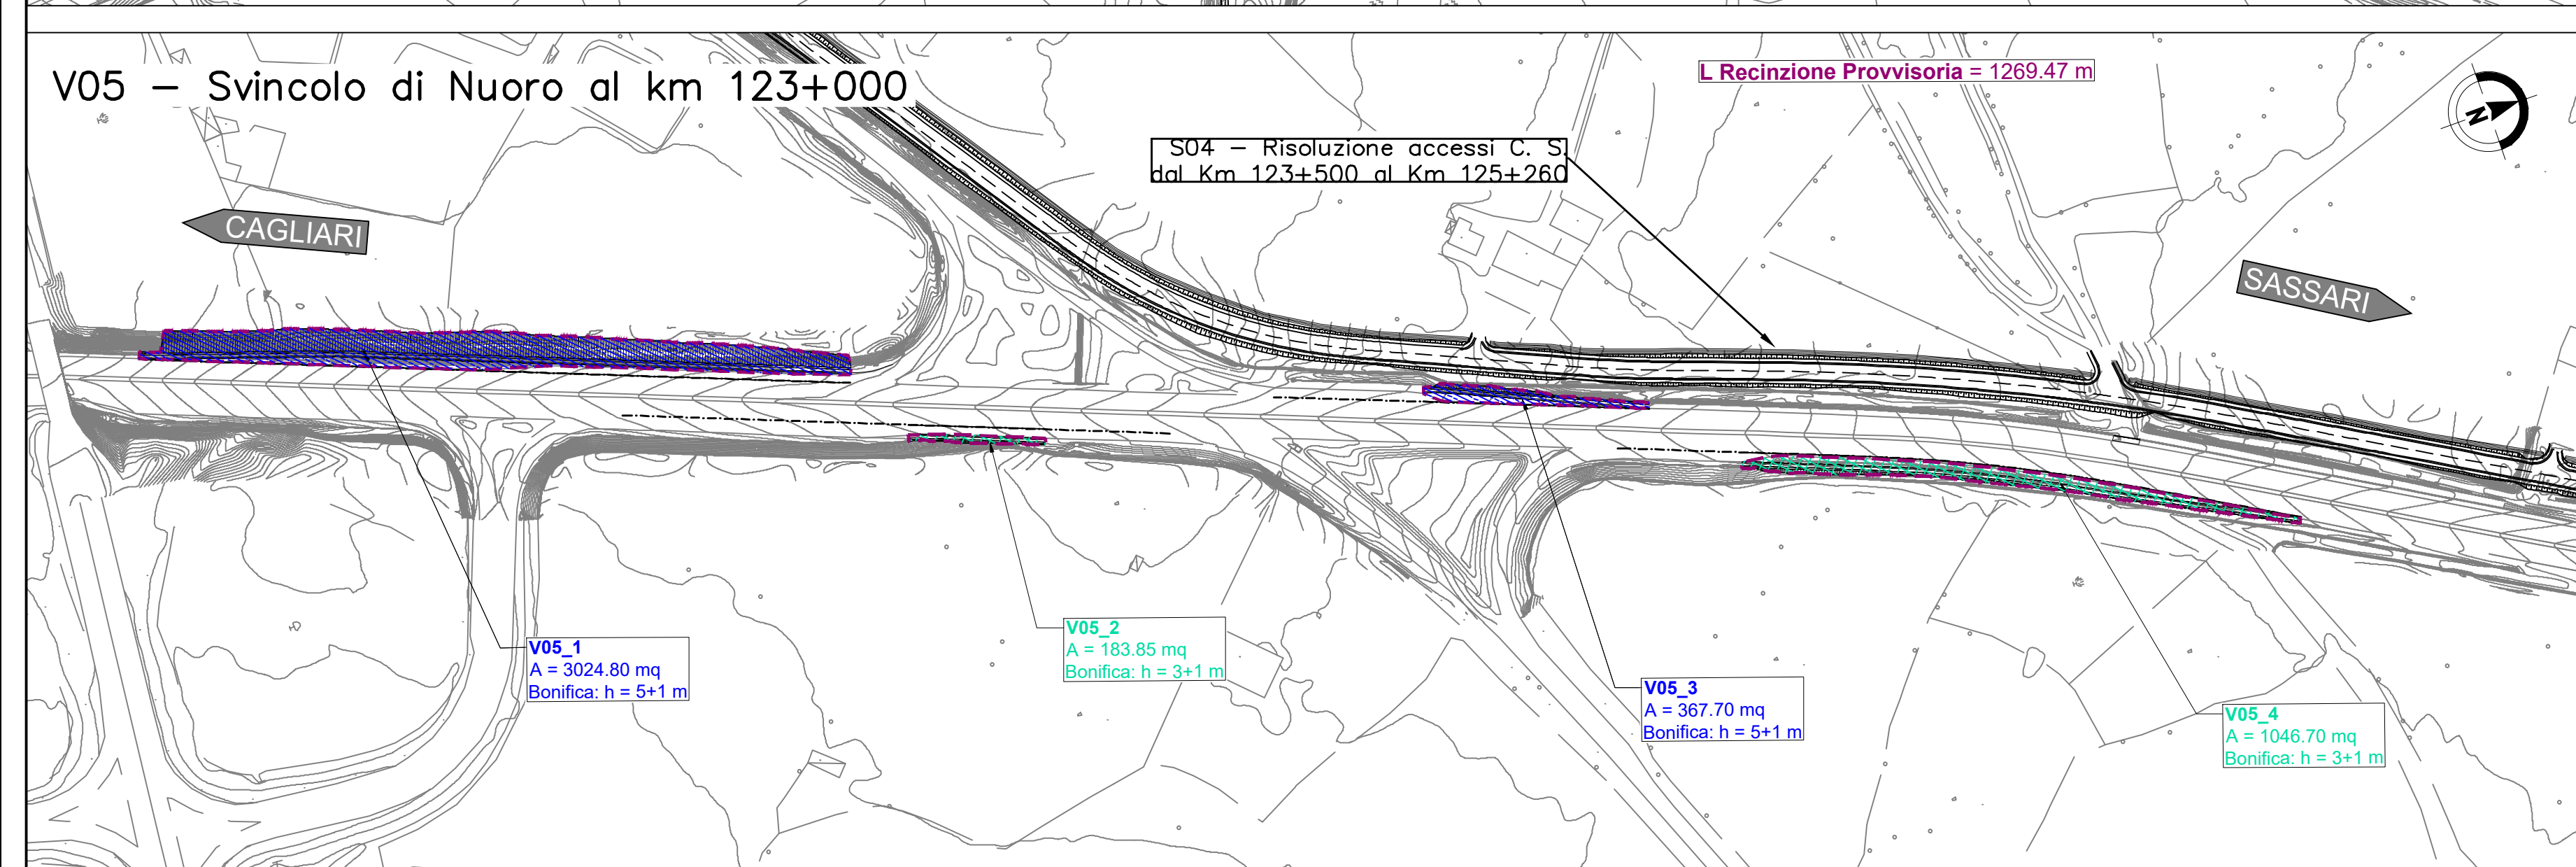 V05 – Svincolo di Nuoro al km 123+000
L Recinzione Provvisoria = 1269.47 m
N
S04 – Risoluzione accessi C. S.
dal Km 123+500 al Km 125+260
CAGLIARI
SASSARI
V05_1
A = 3024.80 mq
Bonifica: h = 5+1 m
V05_2
A = 183.85 mq
Bonifica: h = 3+1 m
V05_3
A = 367.70 mq
Bonifica: h = 5+1 m
V05_4
A = 1046.70 mq
Bonifica: h = 3+1 m